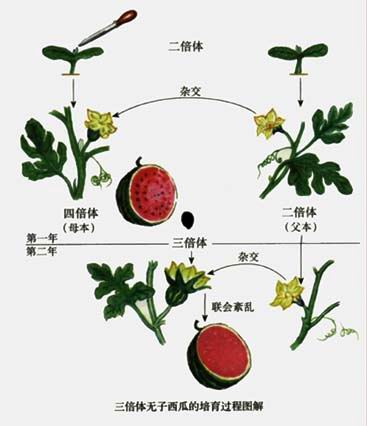 二倍体
杂交
四倍体
(母本)
二倍体
(父本)
第一年
第二年
三倍体
杂交
联会紊乱
三倍体无子西瓜的培育过程图解